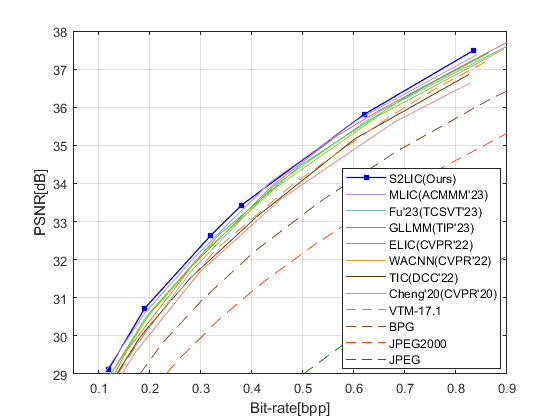 38
37
36
35
34
33
32
31
30
29
PSNR[dB]
S2LIC(Ours)
MLIC(ACMMM'23)
Fu'23(TCSVT'23)
GLLMM(TIP'23)
ELIC(CVPR'22)
WACNN(CVPR'22)
TIC(DCC'22)
Cheng'20(CVPR'20)
VTM-17.1
BPG
JPEG2000
JPEG
0.1 0.2 0.3 0.4 0.5 0.6 0.7 0.8 0.9
Bit-rate[bpp]